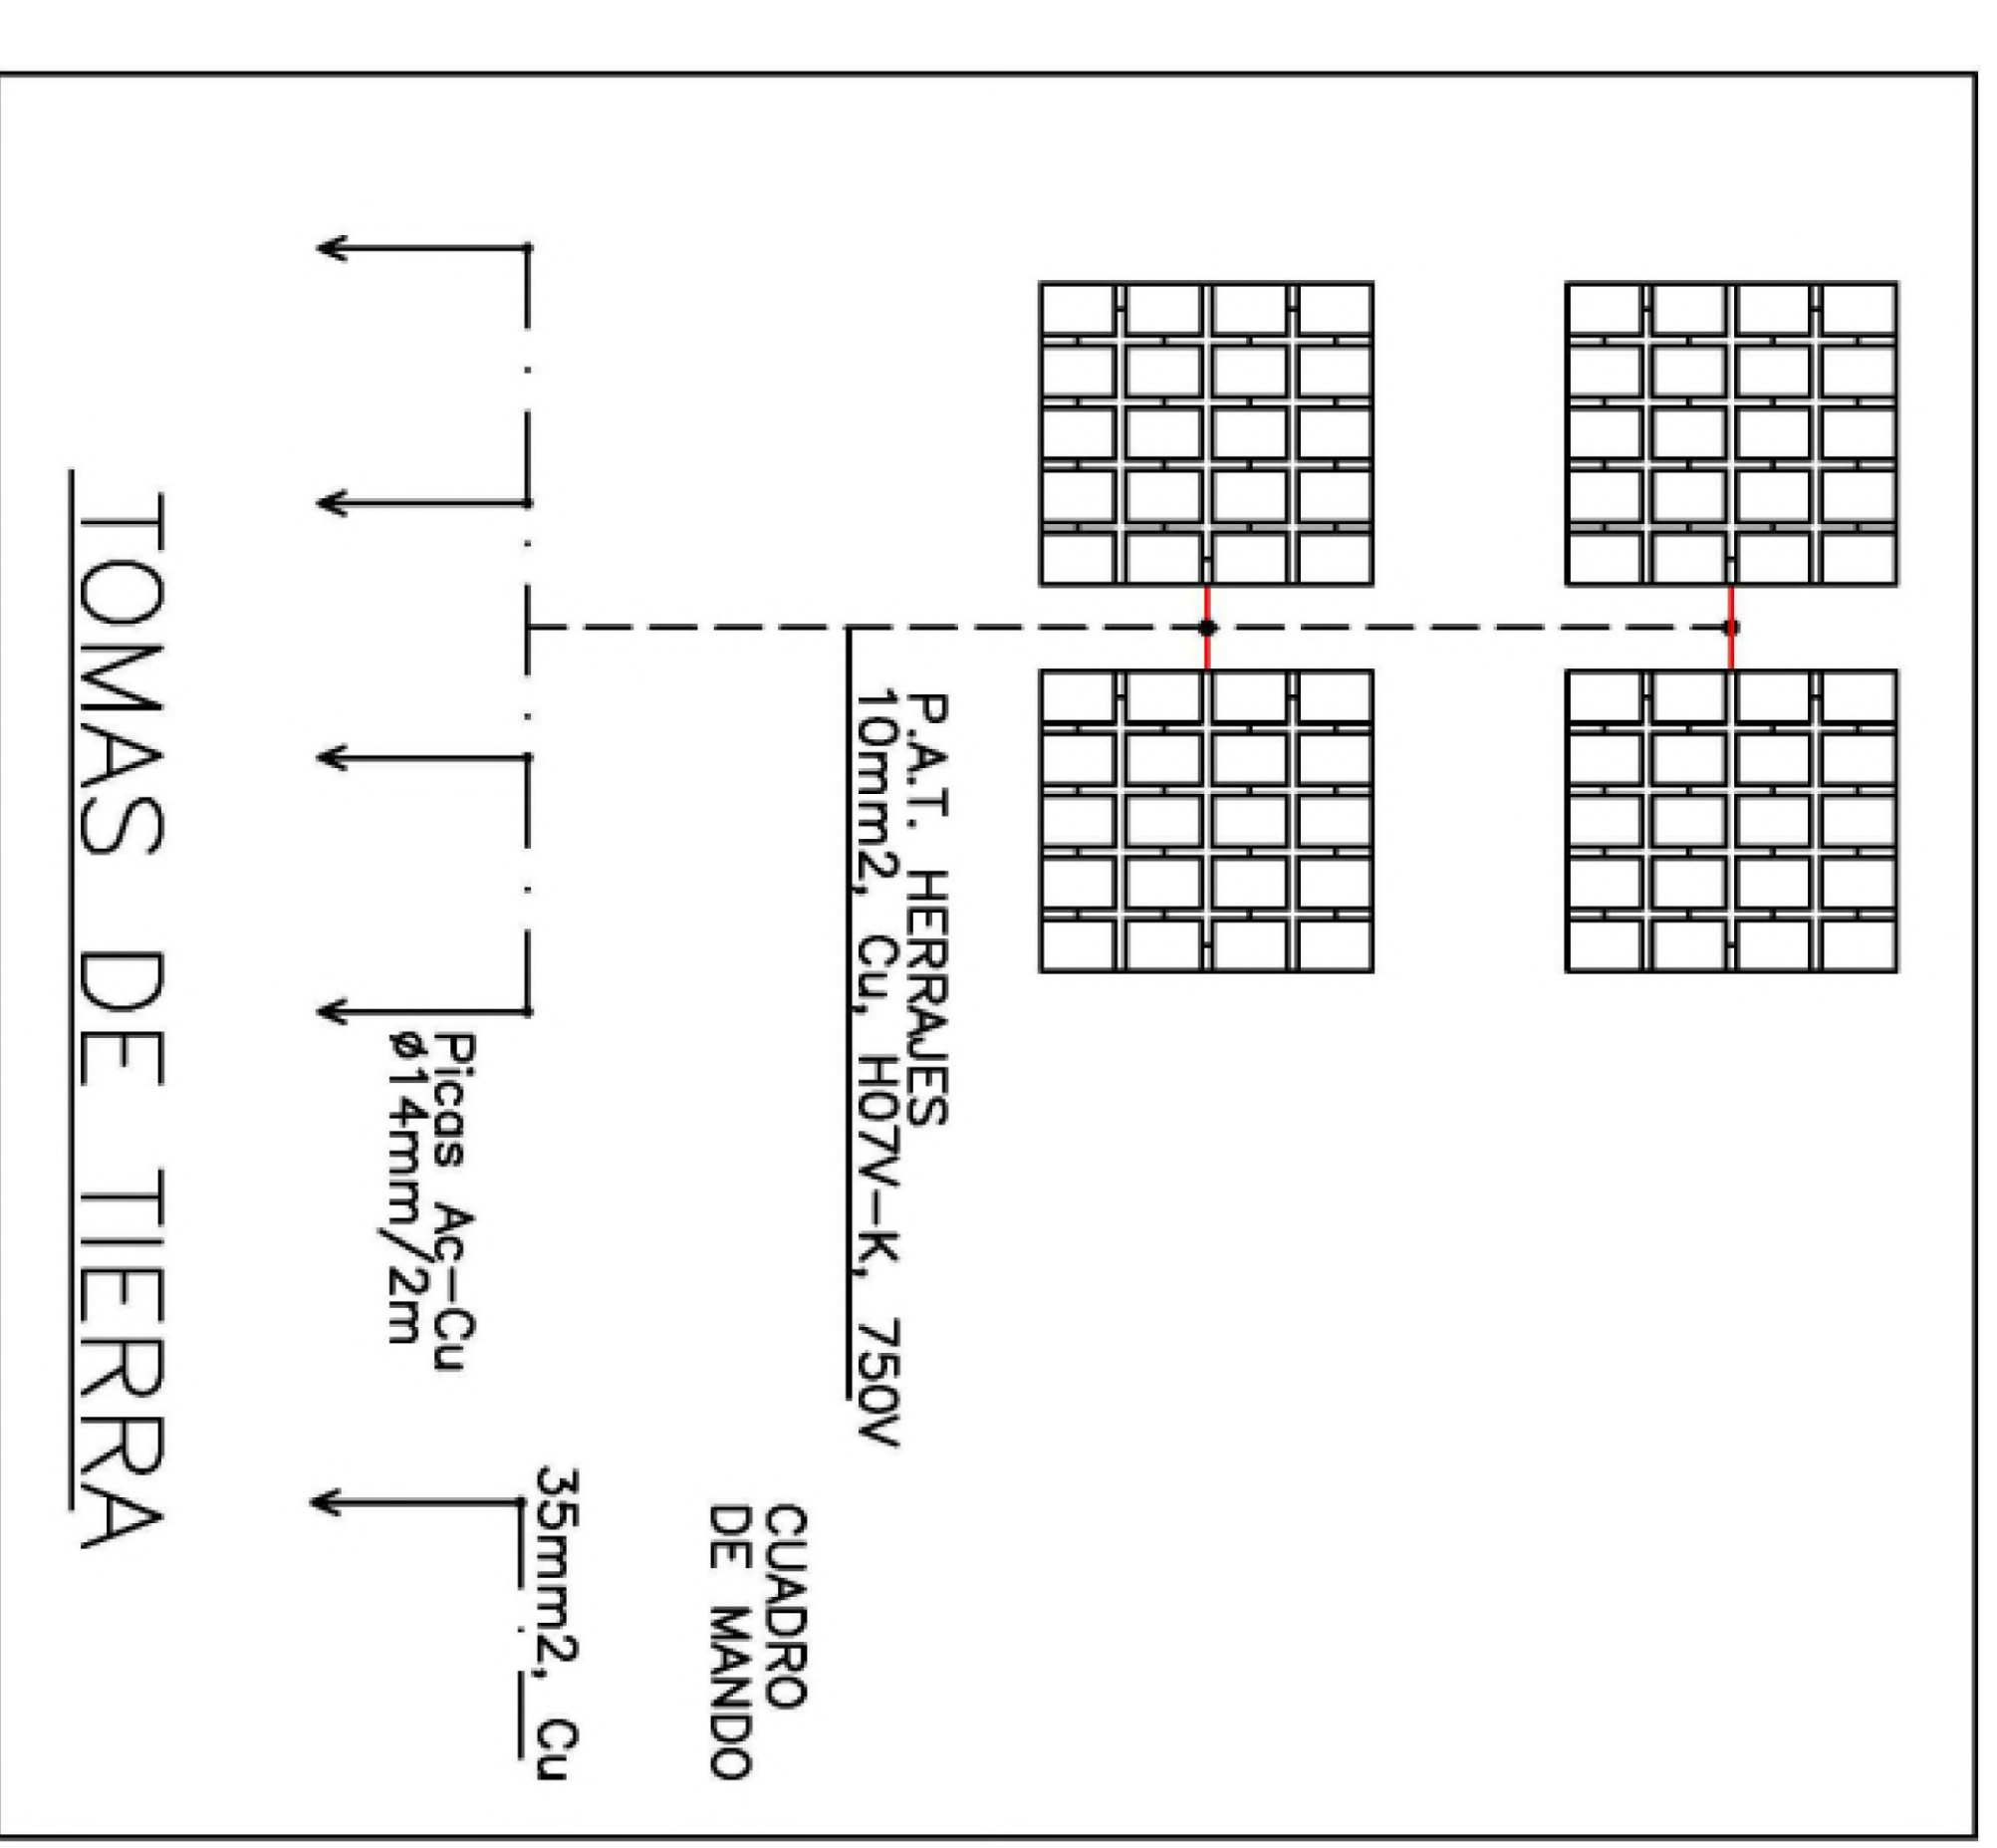 P.A.T. HERRAJES
10mm2, Cu, H07V-K, 750V
CUADRO
DE MANDO
35mm2, Cu
Picas Ac-Cu
ø14mm/2m
TOMAS DE TIERRA